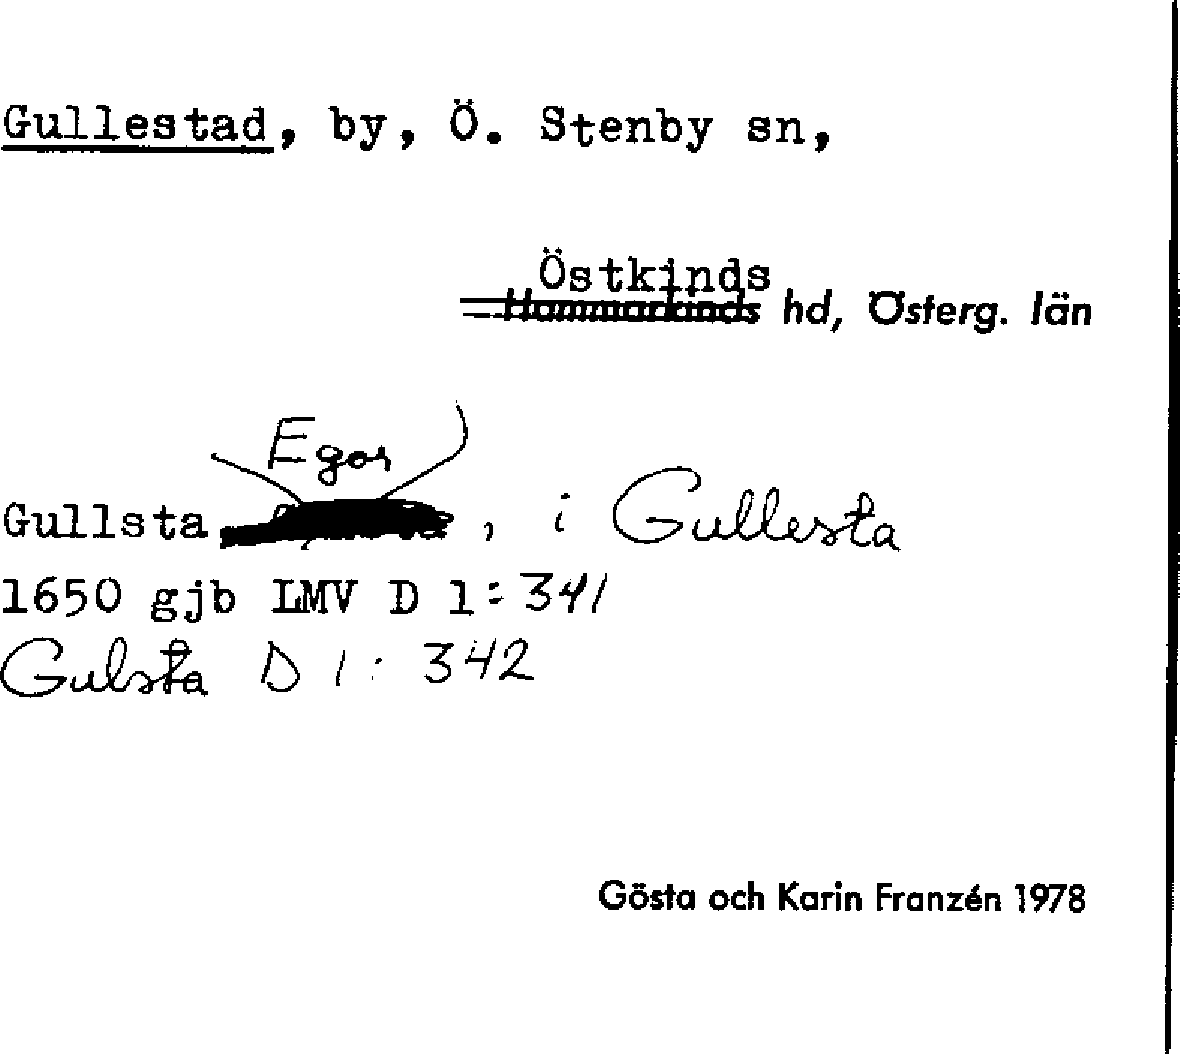 Gullestad, by, Ö. Stenby sn,
Östkinds
Hammarkinds hd, Österg. län
Egor
Gullsta , i Gullesta
1650 gjb LMV D 1:341
Gulsta D 1: 342
Gösta och Karin Franzén 1978